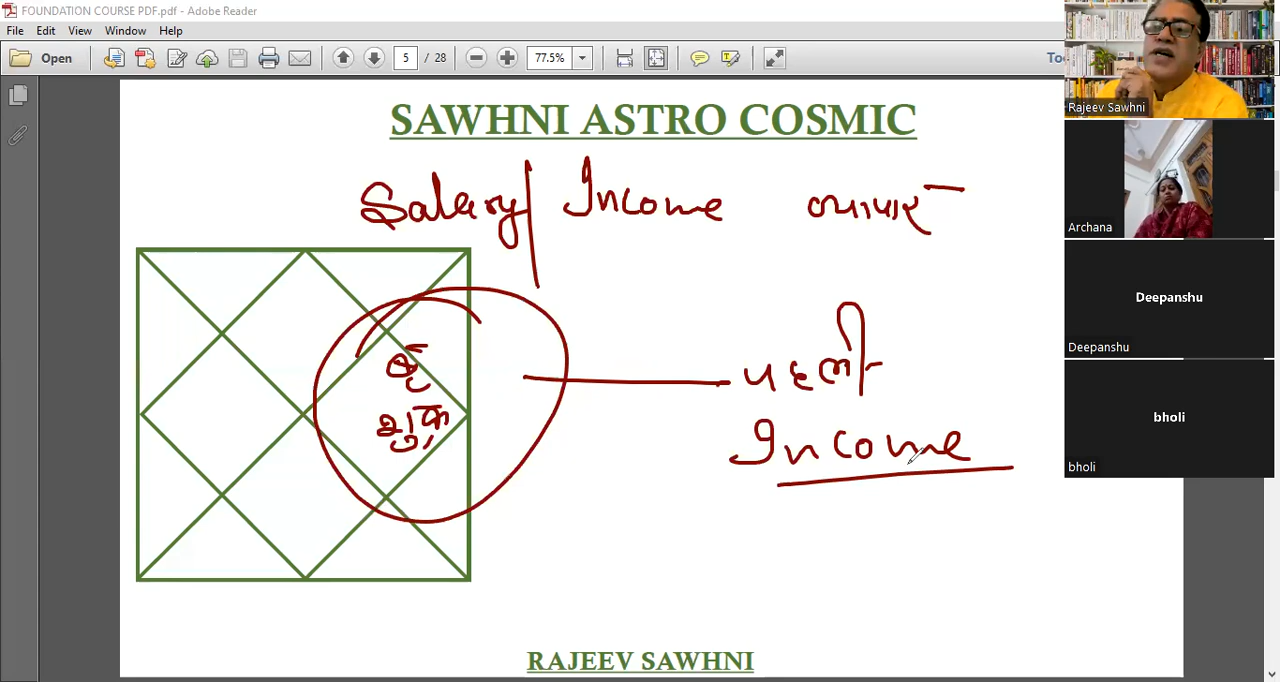 FOUNDATION COURSE PDF.pdf - Adobe Reader
File Edit View Window Help
Open 5 / 28 77.5%
SAWHNI ASTRO COSMIC
Salary / Income व्यापार
शुक्र
पहली
Income
RAJEEV SAWHNI
Rajeev Sawhni
Archana
Deepanshu
Deepanshu
bholi
bholi